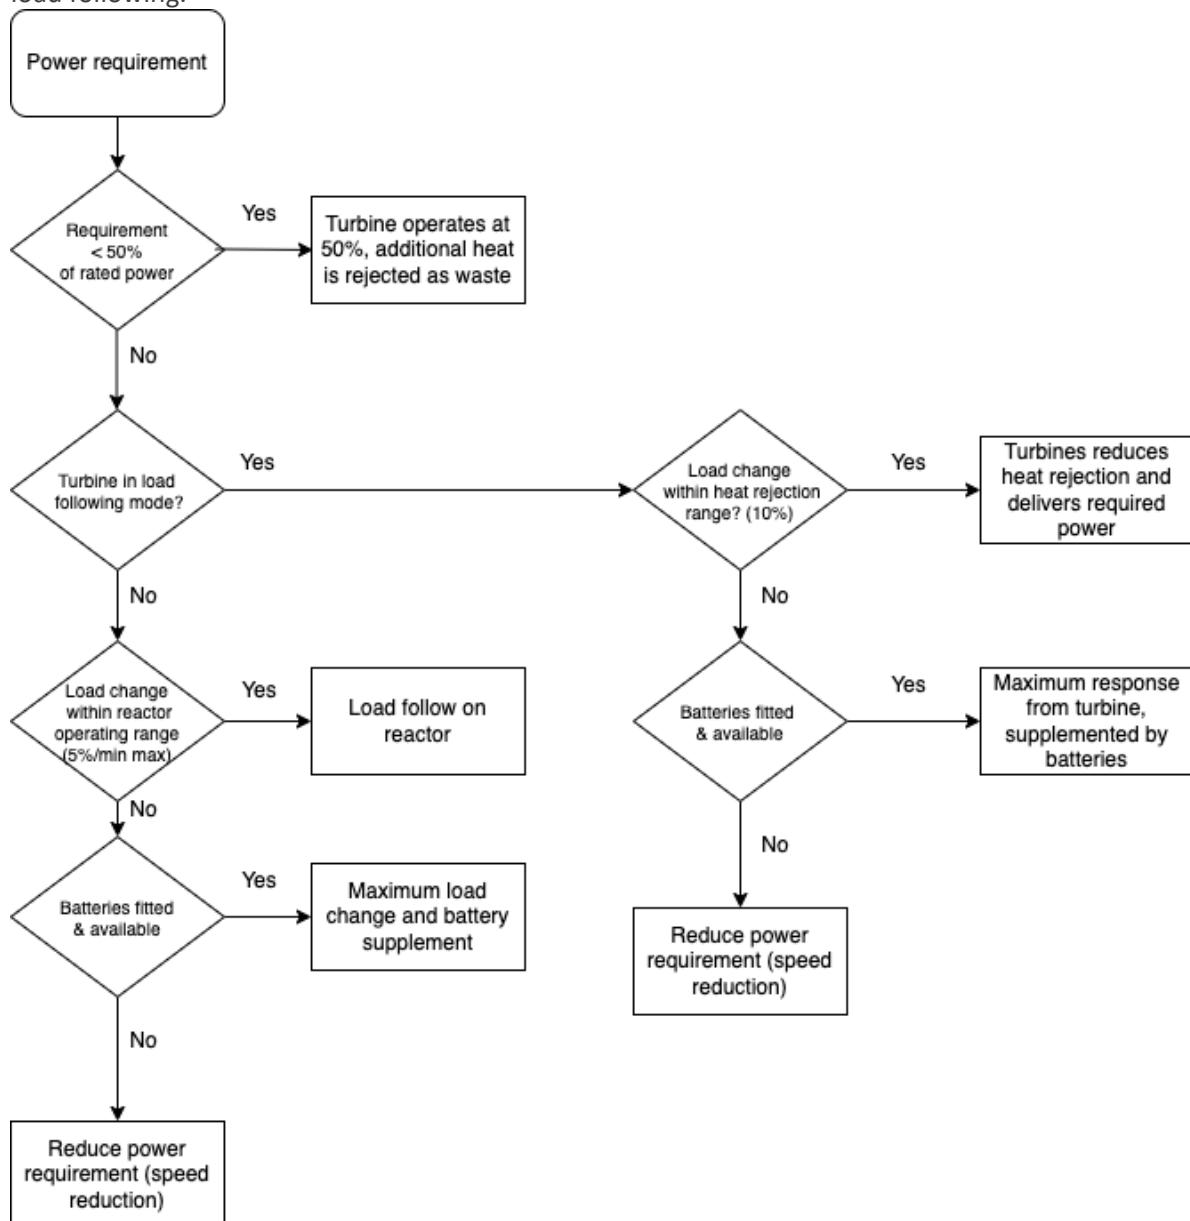 load following.
Power requirement
Requirement
< 50%
of rated power
Yes
Turbine operates at
50%, additional heat
is rejected as waste
No
Turbine in load
following mode?
Yes
Load change
within heat rejection
range? (10%)
Yes
Turbines reduces
heat rejection and
delivers required
power
No
No
Load change
within reactor
operating range
(5%/min max)
Yes
Load follow on
reactor
Batteries fitted
& available
Yes
Maximum response
from turbine,
supplemented by
batteries
No
Batteries fitted
& available
Yes
Maximum load
change and battery
supplement
No
Reduce power
requirement (speed
reduction)
No
Reduce power
requirement (speed
reduction)